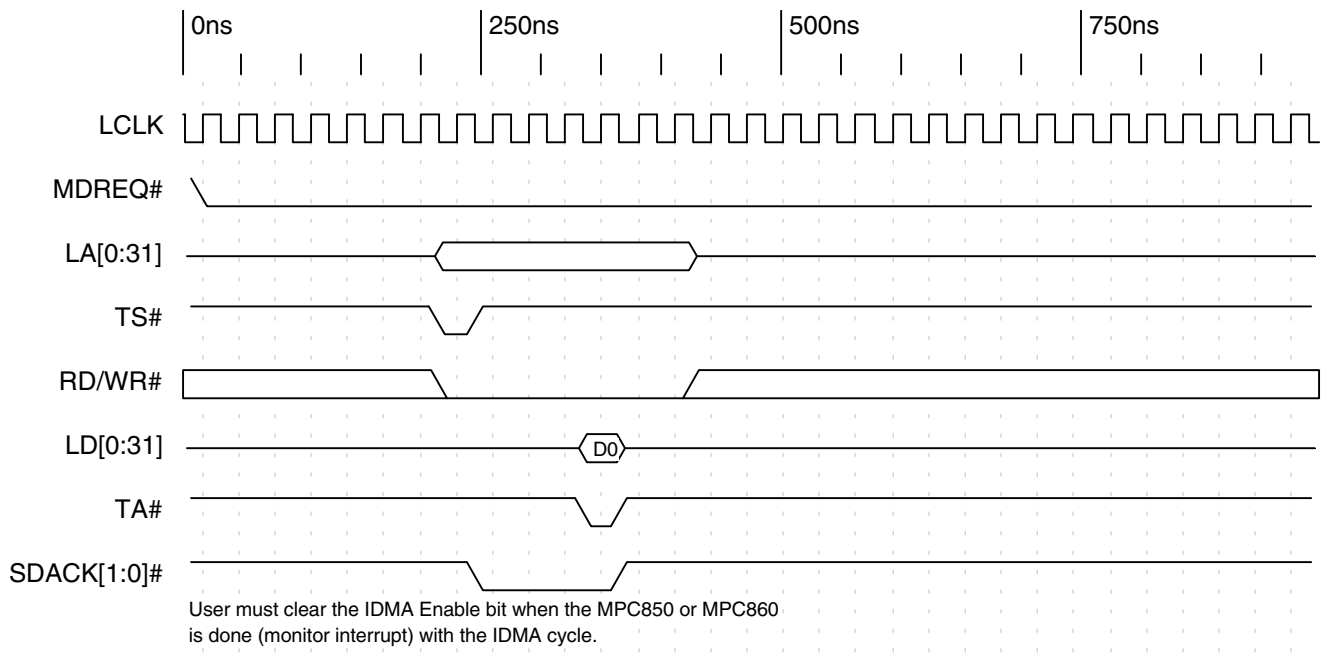 0ns
250ns
500ns
750ns
LCLK
MDREQ#
LA[0:31]
TS#
RD/WR#
LD[0:31]
D0
TA#
SDACK[1:0]#
User must clear the IDMA Enable bit when the MPC850 or MPC860
is done (monitor interrupt) with the IDMA cycle.